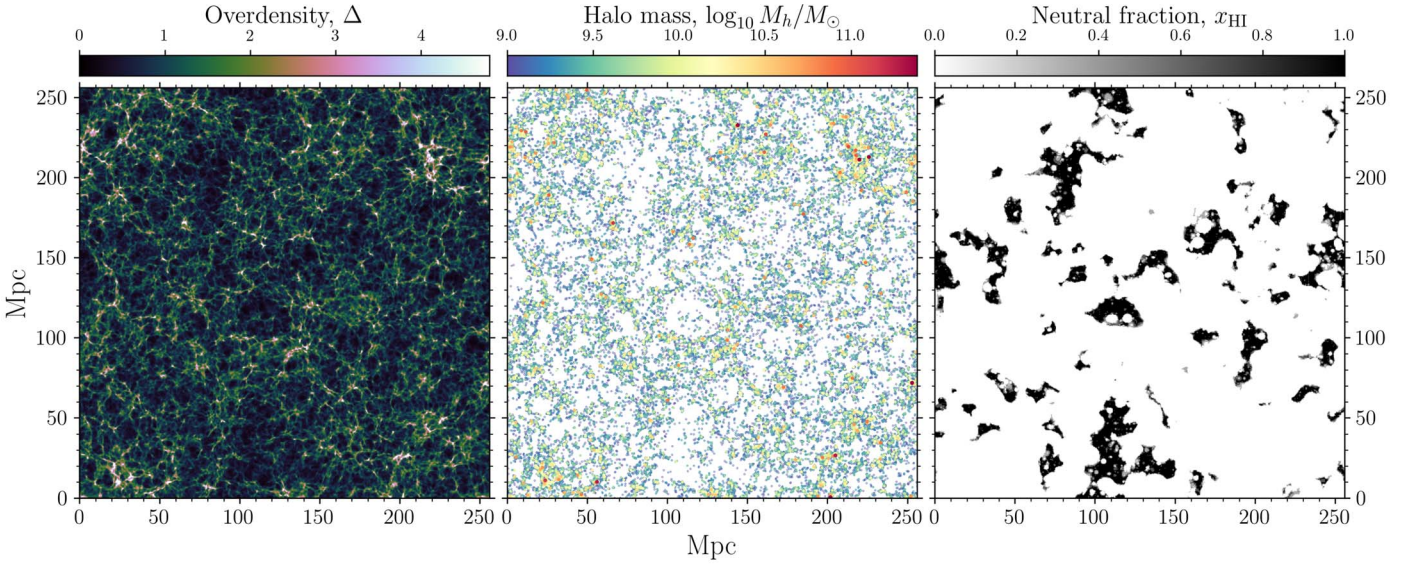 Overdensity, Δ
0 1 2 3 4
Halo mass, log₁₀ Mₕ/M☉
9.0 9.5 10.0 10.5 11.0
Neutral fraction, x_HI
0.0 0.2 0.4 0.6 0.8 1.0
Mpc
250
200
150
100
50
0
0 50 100 150 200 250
0 50 100 150 200 250
Mpc
0 50 100 150 200 250
250
200
150
100
50
0